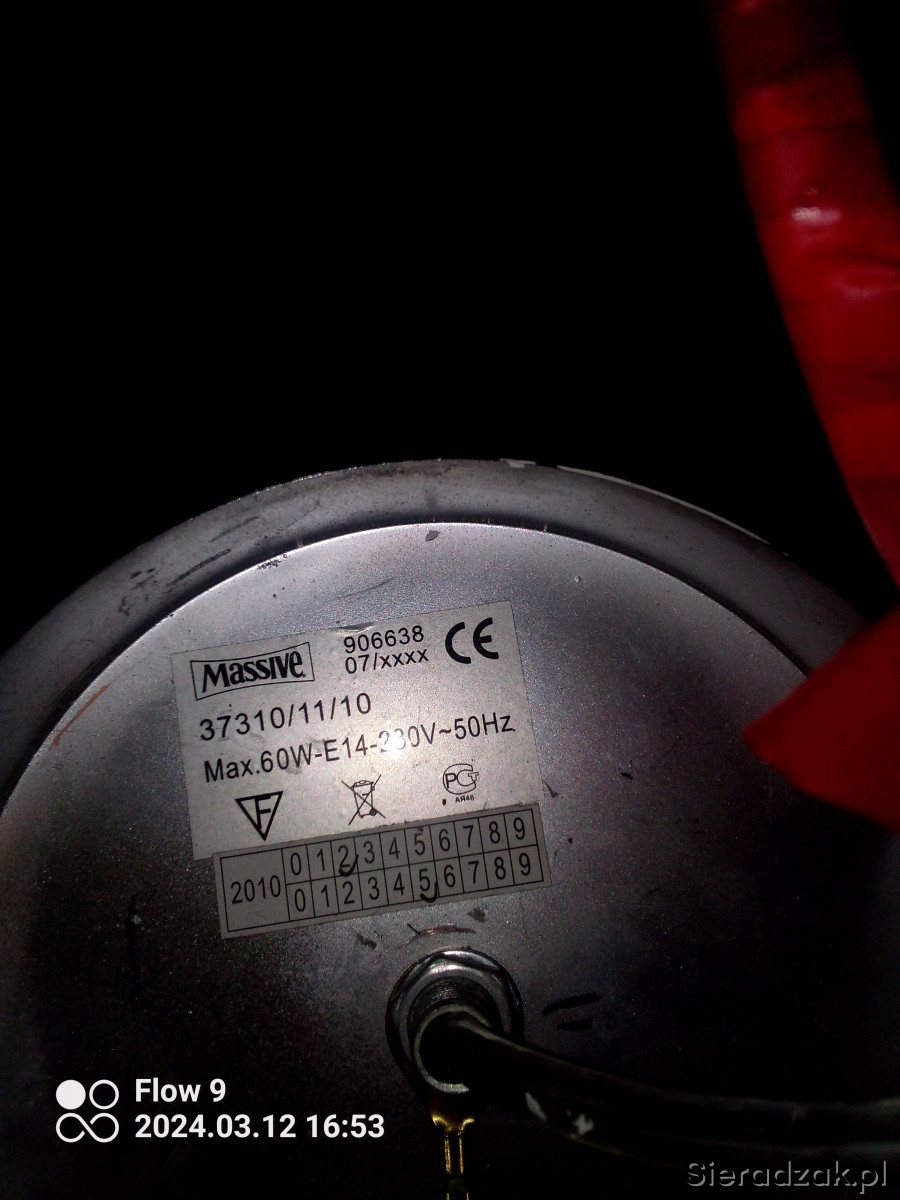 Massive
906638
07/xxxx
CE
37310/11/10
Max.60W-E14-230V~50Hz
F
РСТ
АЯ46
2010
0 1 2 3 4 5 6 7 8 9
0 1 2 3 4 5 6 7 8 9
Flow 9
2024.03.12 16:53
Sieradzak.pl